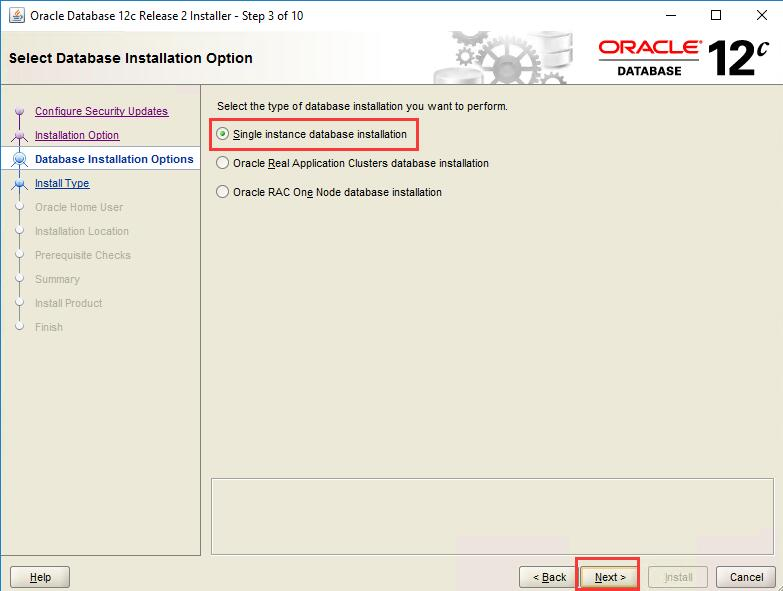 Oracle Database 12c Release 2 Installer - Step 3 of 10
Select Database Installation Option
ORACLE®
DATABASE
12c
Configure Security Updates
Installation Option
Database Installation Options
Install Type
Oracle Home User
Installation Location
Prerequisite Checks
Summary
Install Product
Finish
Select the type of database installation you want to perform.
Single instance database installation
Oracle Real Application Clusters database installation
Oracle RAC One Node database installation
Help
< Back
Next >
Install
Cancel